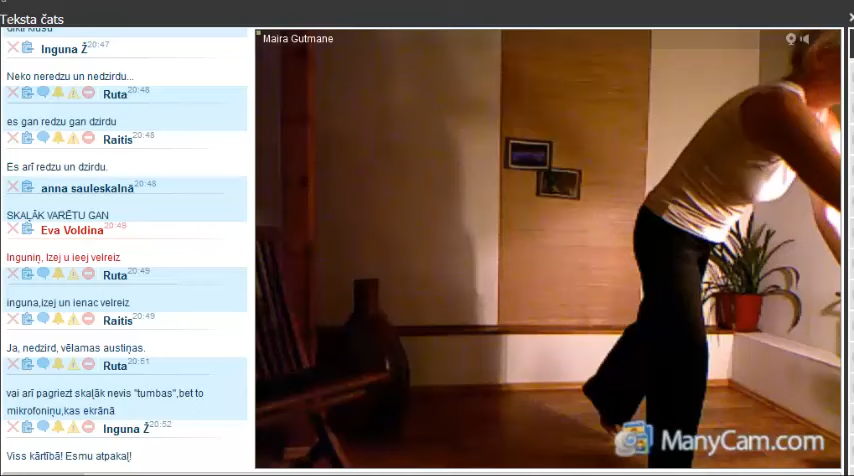 Teksta čats
Maira Gutmane
Inguna Ž 20:47
Neko neredzu un nedzirdu...
Ruta 20:48
es gan redzu gan dzirdu
Raitis 20:48
Es arī redzu un dzirdu.
anna sauleskalnā 20:48
SKAĻĀK VARĒTU GAN
Eva Voldina 20:49
Inguniņ, Izej u ieej velreiz
Ruta 20:49
inguna,izej un ienac velreiz
Raitis 20:49
Ja, nedzird, vēlamas austiņas.
Ruta 20:51
vai arī pagriezt skaļāk nevis "tumbas",bet to
mikrofoniņu,kas ekrānā
Inguna Ž 20:52
Viss kārtībā! Esmu atpakaļ!
ManyCam.com